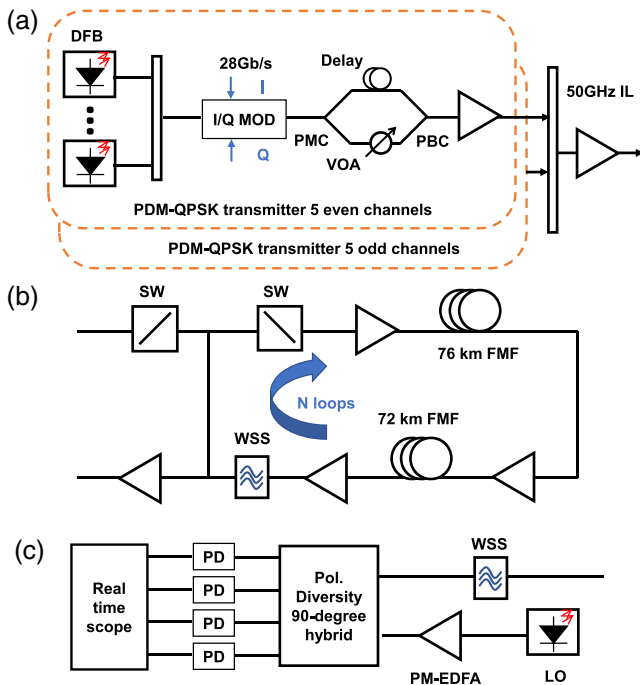 (a)
DFB
28Gb/s
I
I/Q MOD
Q
Delay
PMC
VOA
PBC
50GHz IL
PDM-QPSK transmitter 5 even channels
PDM-QPSK transmitter 5 odd channels
(b)
SW
SW
76 km FMF
N loops
WSS
72 km FMF
(c)
Real
time
scope
PD
PD
PD
PD
Pol.
Diversity
90-degree
hybrid
WSS
PM-EDFA
LO